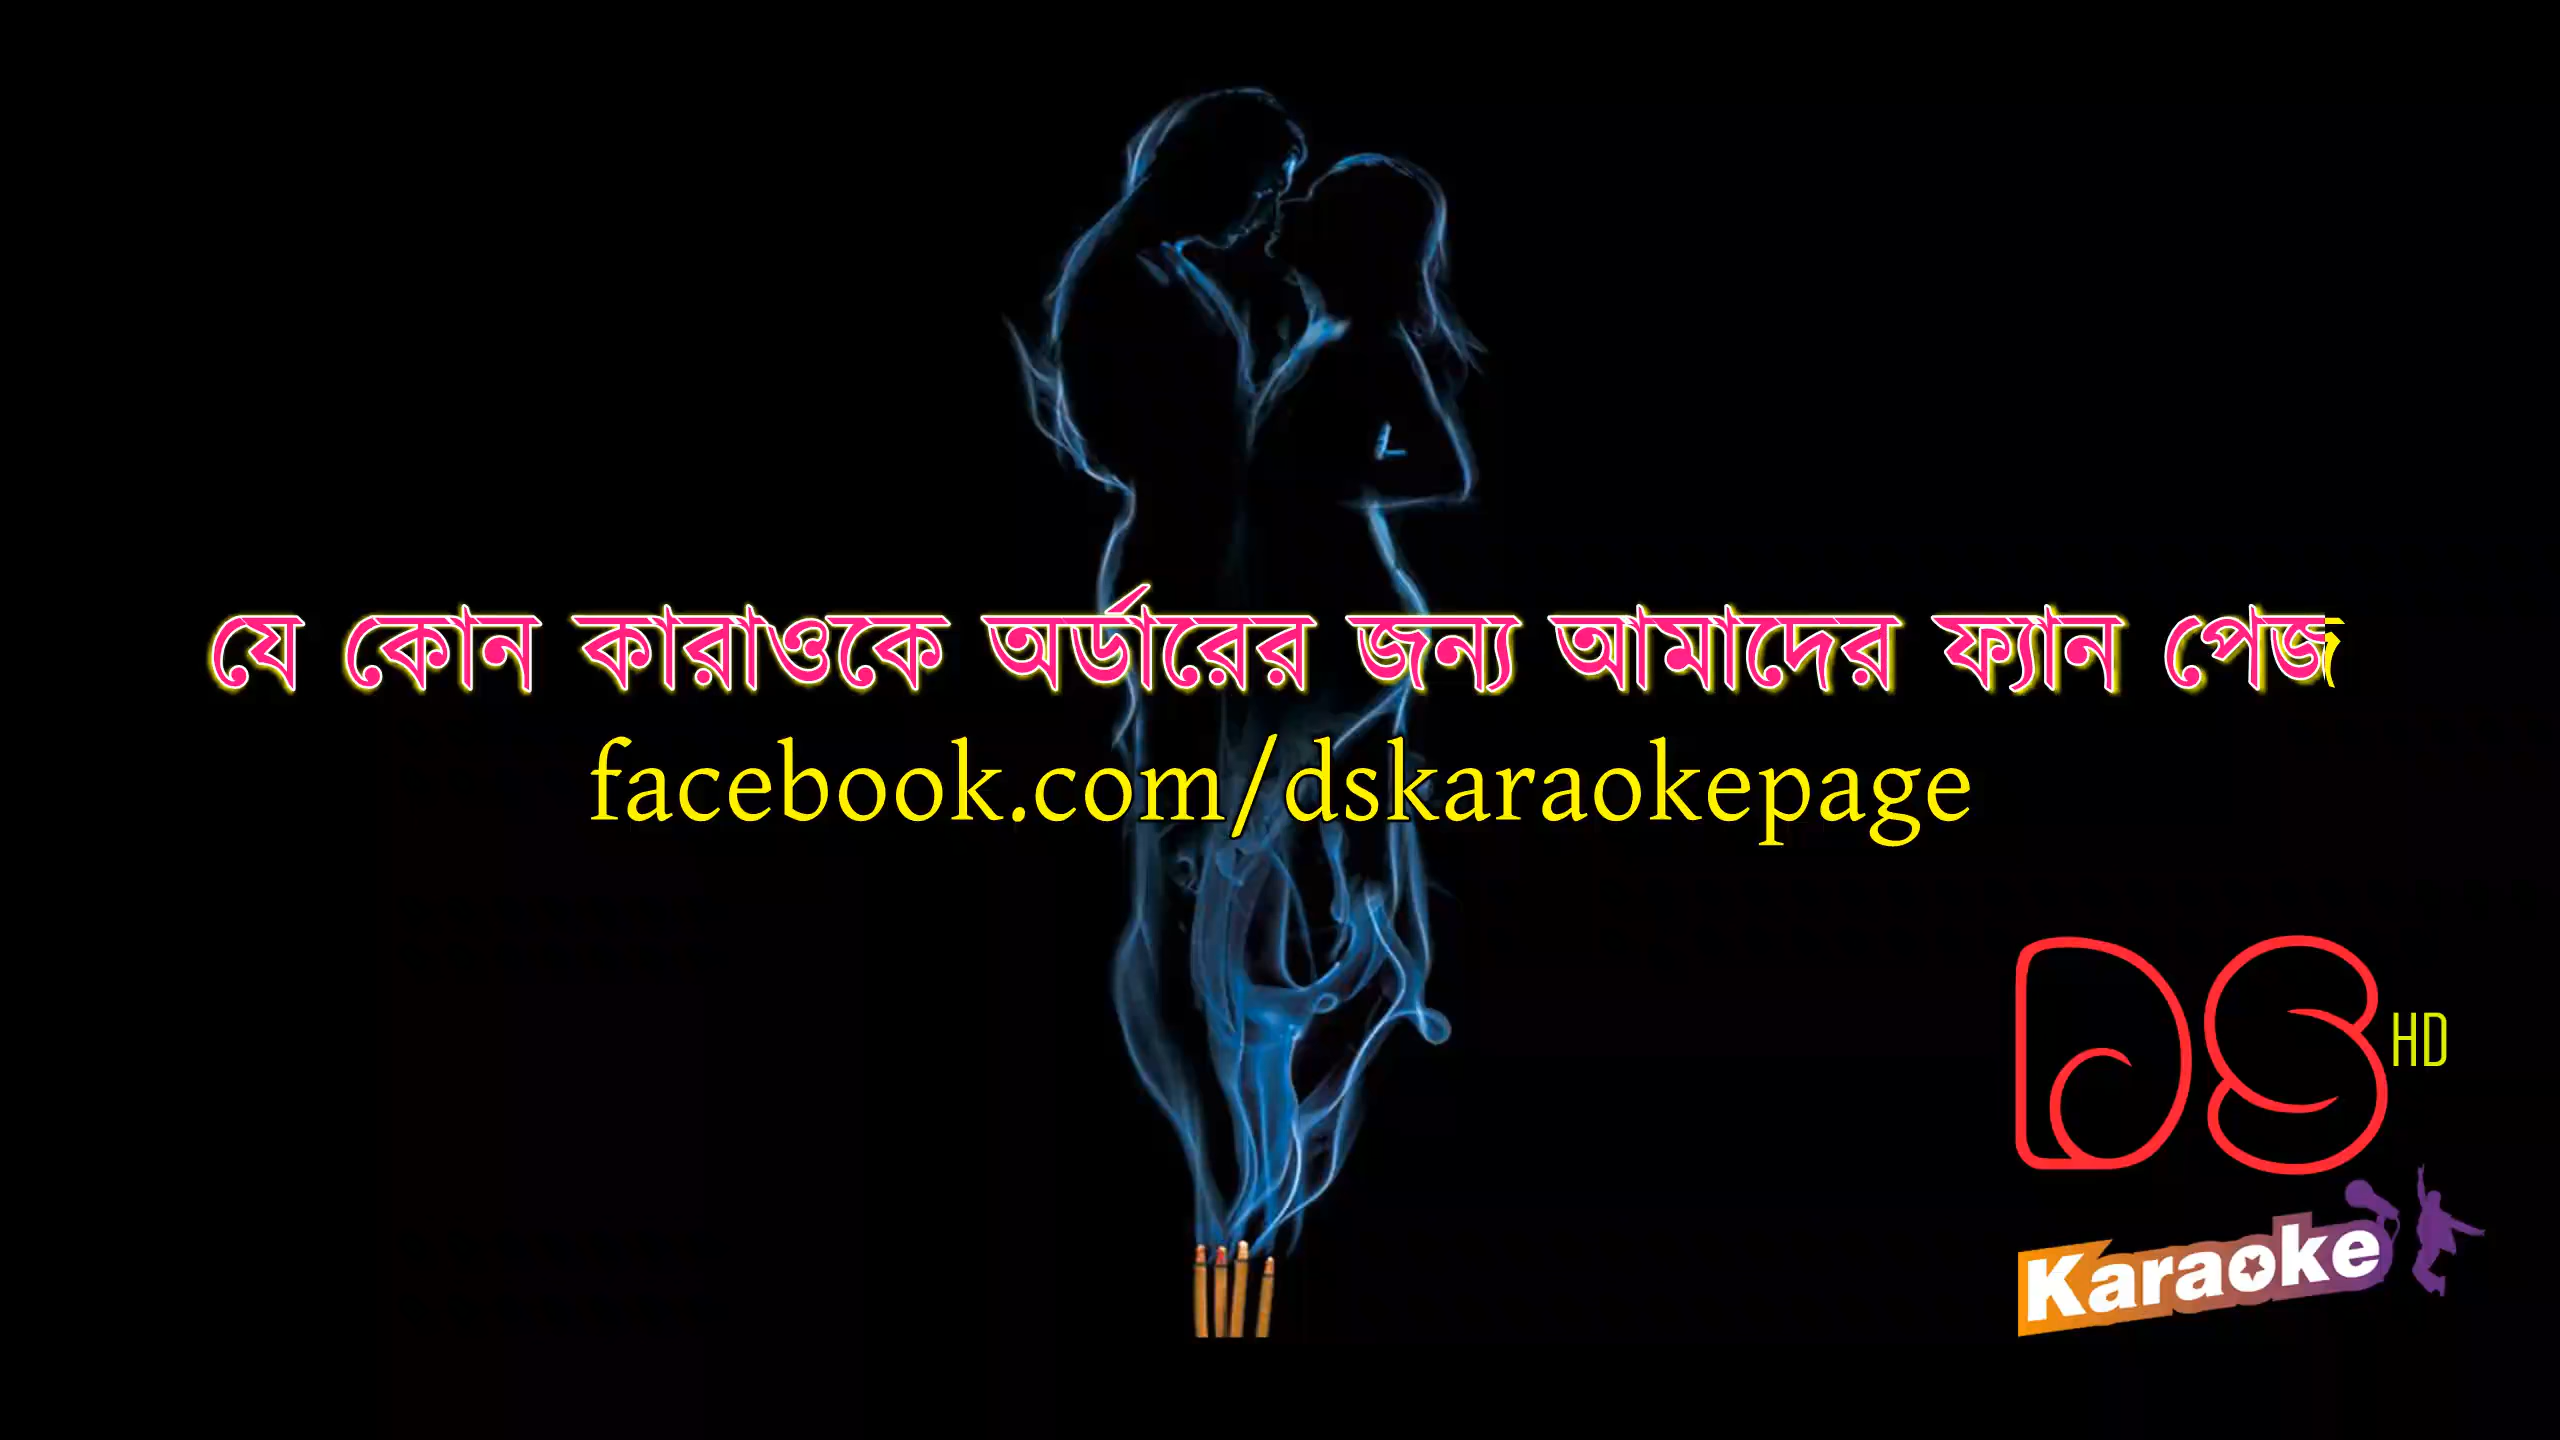 যে কোন কারাওকে অর্ডারের জন্য আমাদের ফ্যান পেজ
facebook.com/dskaraokepage
DS HD
Karaoke